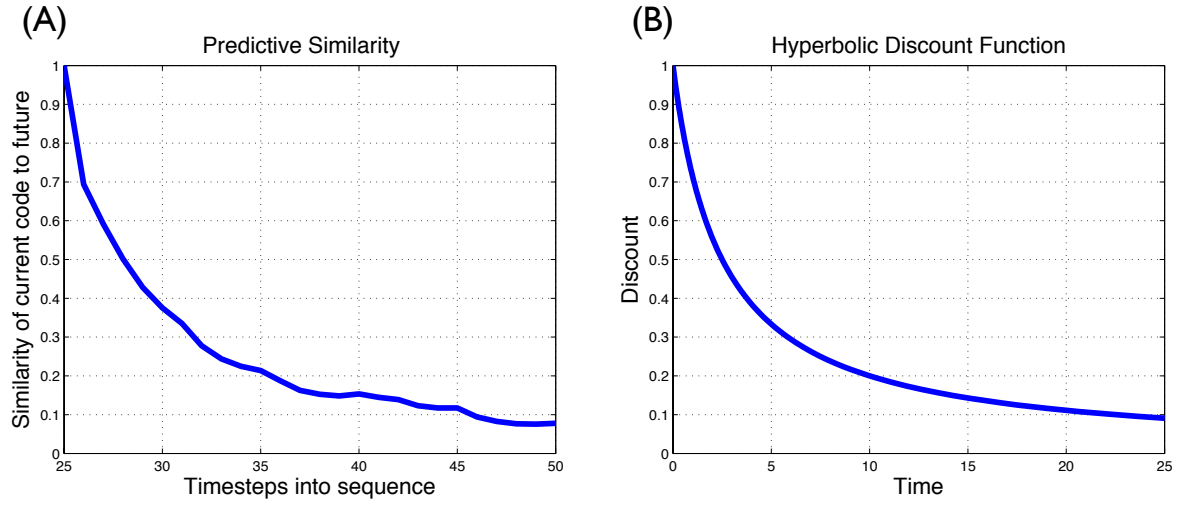 (A)
Predictive Similarity
1
0.9
0.8
0.7
0.6
0.5
0.4
0.3
0.2
0.1
0
Similarity of current code to future
25 30 35 40 45 50
Timesteps into sequence
(B)
Hyperbolic Discount Function
1
0.9
0.8
0.7
0.6
0.5
0.4
0.3
0.2
0.1
0
Discount
0 5 10 15 20 25
Time